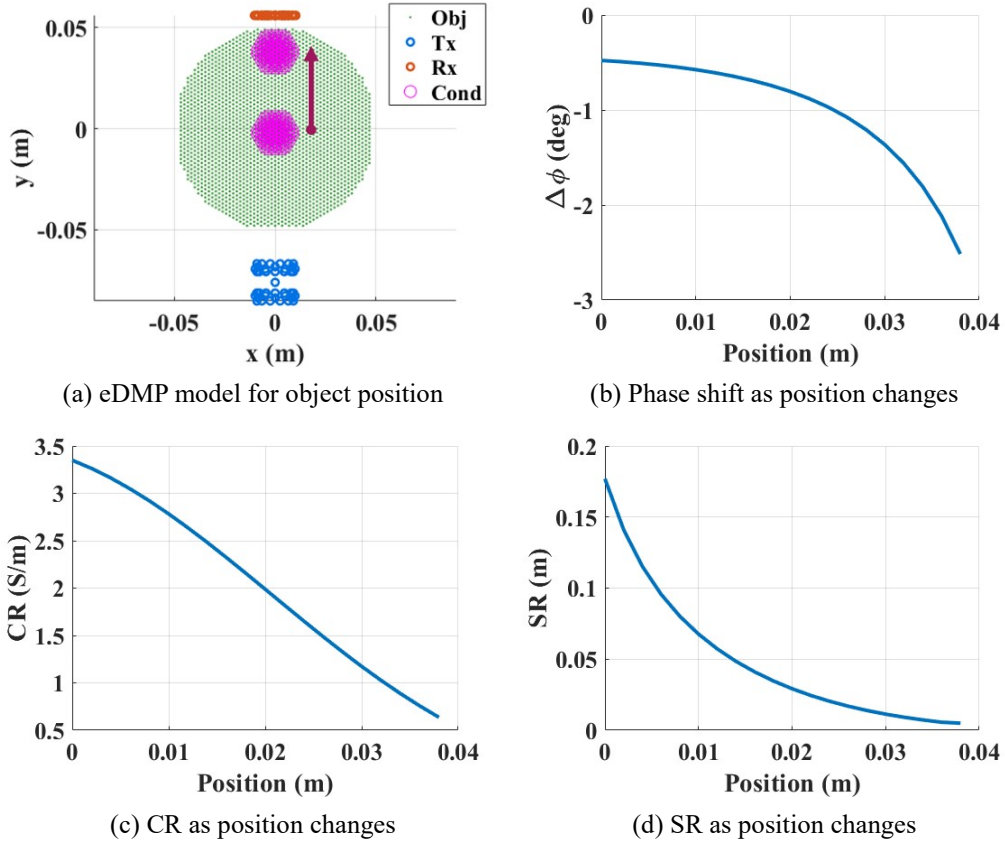 0.05
0
-0.05
y (m)
-0.05
0
0.05
x (m)
Obj
Tx
Rx
Cond
(a) eDMP model for object position
0
-1
-2
-3
Δϕ (deg)
0
0.01
0.02
0.03
0.04
Position (m)
(b) Phase shift as position changes
3.5
3
2.5
2
1.5
1
0.5
CR (S/m)
0
0.01
0.02
0.03
0.04
Position (m)
(c) CR as position changes
0.2
0.15
0.1
0.05
0
SR (m)
0
0.01
0.02
0.03
0.04
Position (m)
(d) SR as position changes